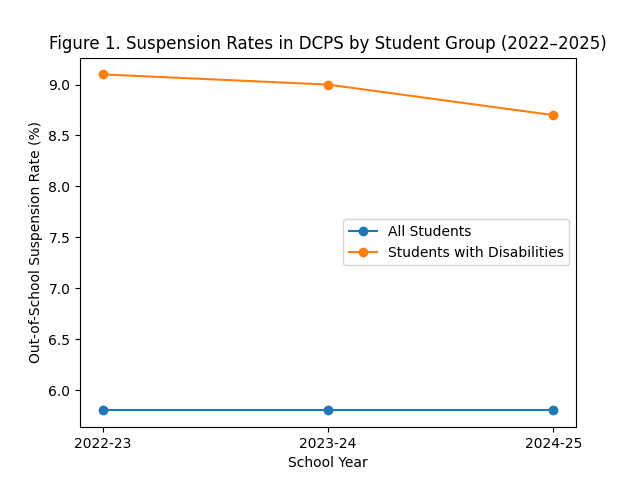 Figure 1. Suspension Rates in DCPS by Student Group (2022–2025)
Out-of-School Suspension Rate (%)
9.0
8.5
8.0
7.5
7.0
6.5
6.0
All Students
Students with Disabilities
2022-23 2023-24 2024-25
School Year